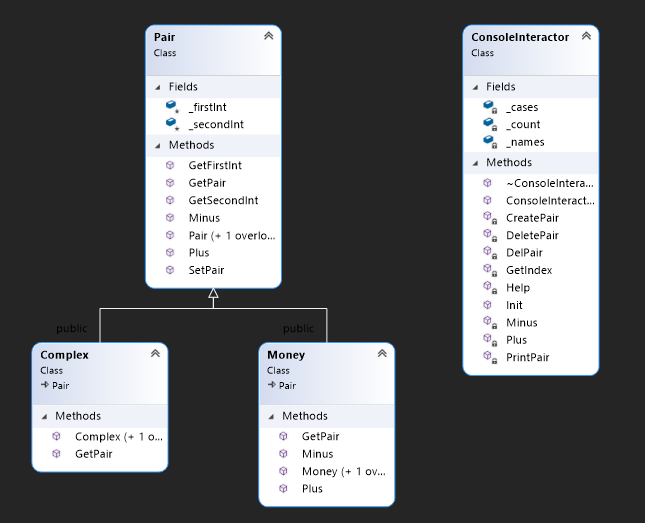 Pair
Class
Fields
_firstInt
_secondInt
Methods
GetFirstInt
GetPair
GetSecondInt
Minus
Pair (+ 1 overlo...
Plus
SetPair
ConsoleInteractor
Class
Fields
_cases
_count
_names
Methods
~ConsoleIntera...
ConsoleInteract...
CreatePair
DeletePair
DelPair
GetIndex
Help
Init
Minus
Plus
PrintPair
public
public
Complex
Class
Pair
Methods
Complex (+ 1 o...
GetPair
Money
Class
Pair
Methods
GetPair
Minus
Money (+ 1 ov...
Plus